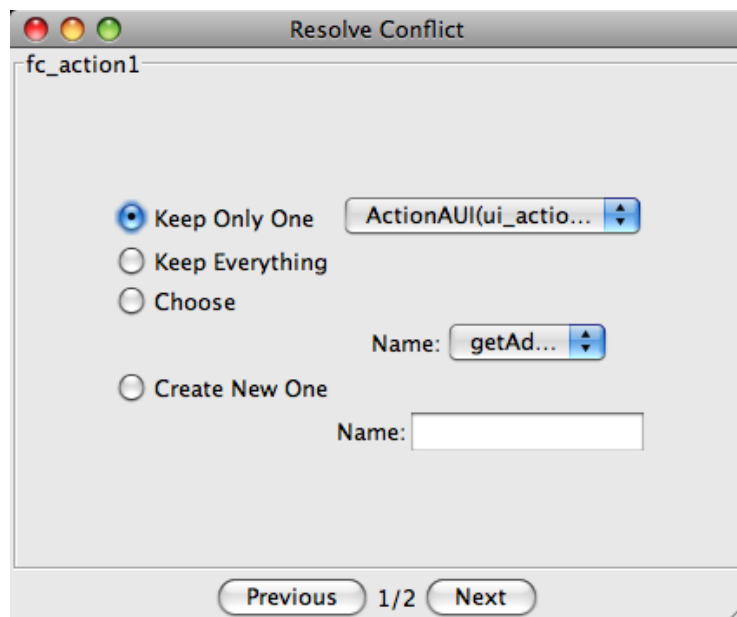 Resolve Conflict
fc_action1
Keep Only One ActionAUI(ui_actio...
Keep Everything
Choose
Name: getAd...
Create New One
Name:
Previous 1/2 Next